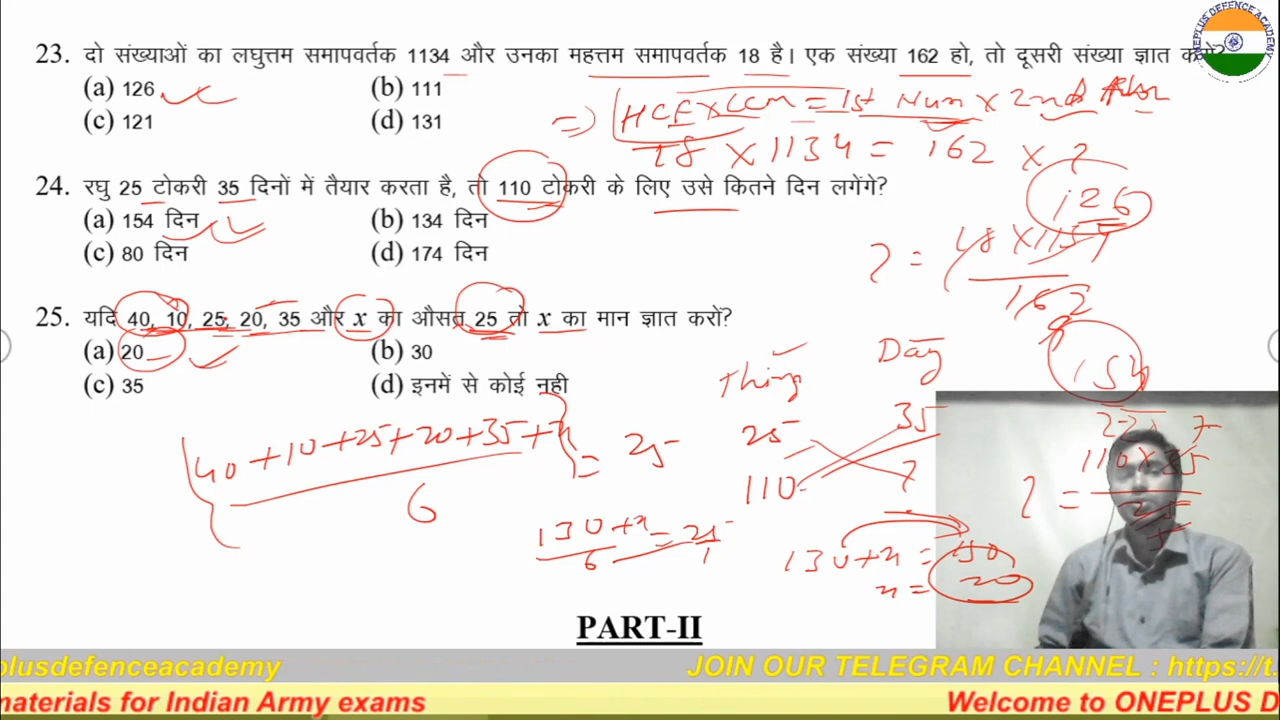 ONEPLUS DEFENCE ACADEMY
23. दो संख्याओं का लघुत्तम समापवर्तक 1134 और उनका महत्तम समापवर्तक 18 है। एक संख्या 162 हो, तो दूसरी संख्या ज्ञात करो?
(a) 126 (b) 111
(c) 121 (d) 131
=> HCF × LCM = 1st Num × 2nd
18 × 1134 = 162 × ?
126
24. रघु 25 टोकरी 35 दिनों में तैयार करता है, तो 110 टोकरी के लिए उसे कितने दिन लगेंगे?
(a) 154 दिन (b) 134 दिन
(c) 80 दिन (d) 174 दिन
? = 18 × 1134
162
25. यदि 40, 10, 25, 20, 35 और x का औसत 25 तो x का मान ज्ञात करो?
(a) 20 (b) 30
(c) 35 (d) इनमें से कोई नही
Thing Day
25 35
110 ?
154
22 7
110 ×
? =
40 + 10 + 25 + 20 + 35 + x = 25
6
130 + x = 25
6 1
130 + x = 150
x = 20
PART-II
plusdefenceacademy JOIN OUR TELEGRAM CHANNEL : https://t.
materials for Indian Army exams Welcome to ONEPLUS D